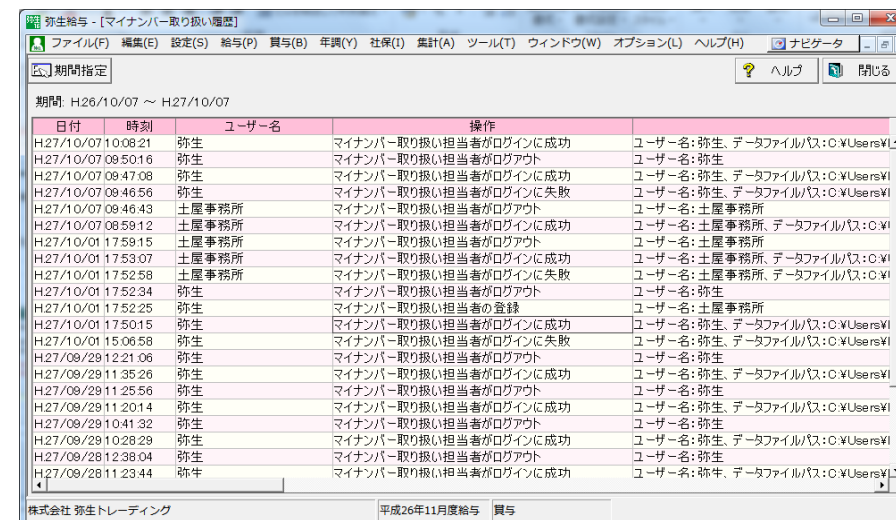 弥生給与 - [マイナンバー取り扱い履歴]
ファイル(F) 編集(E) 設定(S) 給与(P) 賞与(B) 年調(Y) 社保(I) 集計(A) ツール(T) ウィンドウ(W) オプション(L) ヘルプ(H) ナビゲータ
期間指定 ヘルプ 閉じる
期間: H.26/10/07 ～ H.27/10/07
日付 時刻 ユーザー名 操作
H.27/10/07 10:08:21 弥生 マイナンバー取り扱い担当者がログインに成功 ユーザー名：弥生、データファイルパス：C:¥Users¥
H.27/10/07 09:50:16 弥生 マイナンバー取り扱い担当者がログアウト ユーザー名：弥生
H.27/10/07 09:47:08 弥生 マイナンバー取り扱い担当者がログインに成功 ユーザー名：弥生、データファイルパス：C:¥Users¥
H.27/10/07 09:46:56 弥生 マイナンバー取り扱い担当者がログインに失敗 ユーザー名：弥生、データファイルパス：C:¥Users¥
H.27/10/07 09:46:43 土屋事務所 マイナンバー取り扱い担当者がログアウト ユーザー名：土屋事務所
H.27/10/07 08:59:12 土屋事務所 マイナンバー取り扱い担当者がログインに成功 ユーザー名：土屋事務所、データファイルパス：C:¥
H.27/10/01 17:59:15 土屋事務所 マイナンバー取り扱い担当者がログアウト ユーザー名：土屋事務所
H.27/10/01 17:53:07 土屋事務所 マイナンバー取り扱い担当者がログインに成功 ユーザー名：土屋事務所、データファイルパス：C:¥
H.27/10/01 17:52:58 土屋事務所 マイナンバー取り扱い担当者がログインに失敗 ユーザー名：土屋事務所、データファイルパス：C:¥
H.27/10/01 17:52:34 弥生 マイナンバー取り扱い担当者がログアウト ユーザー名：弥生
H.27/10/01 17:52:25 弥生 マイナンバー取り扱い担当者の登録 ユーザー名：土屋事務所
H.27/10/01 17:50:15 弥生 マイナンバー取り扱い担当者がログインに成功 ユーザー名：弥生、データファイルパス：C:¥Users¥
H.27/10/01 15:06:58 弥生 マイナンバー取り扱い担当者がログインに失敗 ユーザー名：弥生、データファイルパス：C:¥Users¥
H.27/09/29 12:21:06 弥生 マイナンバー取り扱い担当者がログアウト ユーザー名：弥生
H.27/09/29 11:35:26 弥生 マイナンバー取り扱い担当者がログインに成功 ユーザー名：弥生、データファイルパス：C:¥Users¥
H.27/09/29 11:25:56 弥生 マイナンバー取り扱い担当者がログアウト ユーザー名：弥生
H.27/09/29 11:20:14 弥生 マイナンバー取り扱い担当者がログインに成功 ユーザー名：弥生、データファイルパス：C:¥Users¥
H.27/09/29 10:41:32 弥生 マイナンバー取り扱い担当者がログアウト ユーザー名：弥生
H.27/09/29 10:28:29 弥生 マイナンバー取り扱い担当者がログインに成功 ユーザー名：弥生、データファイルパス：C:¥Users¥
H.27/09/28 12:38:04 弥生 マイナンバー取り扱い担当者がログアウト ユーザー名：弥生
H.27/09/28 11:23:44 弥生 マイナンバー取り扱い担当者がログインに成功 ユーザー名：弥生、データファイルパス：C:¥Users¥
株式会社 弥生トレーディング 平成26年11月度給与 賞与